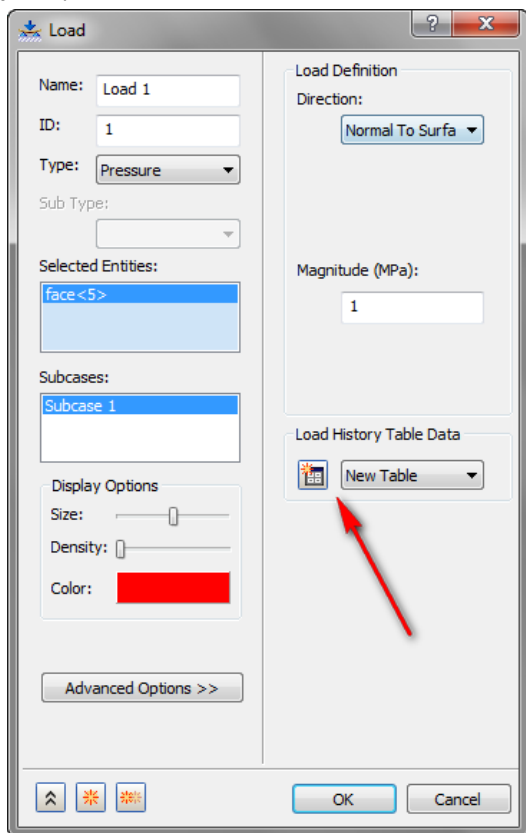 Load
Name: Load 1
ID: 1
Type: Pressure
Sub Type:
Selected Entities:
face<5>
Subcases:
Subcase 1
Display Options
Size:
Density:
Color:
Advanced Options >>
Load Definition
Direction:
Normal To Surfa
Magnitude (MPa):
1
Load History Table Data
New Table
OK Cancel